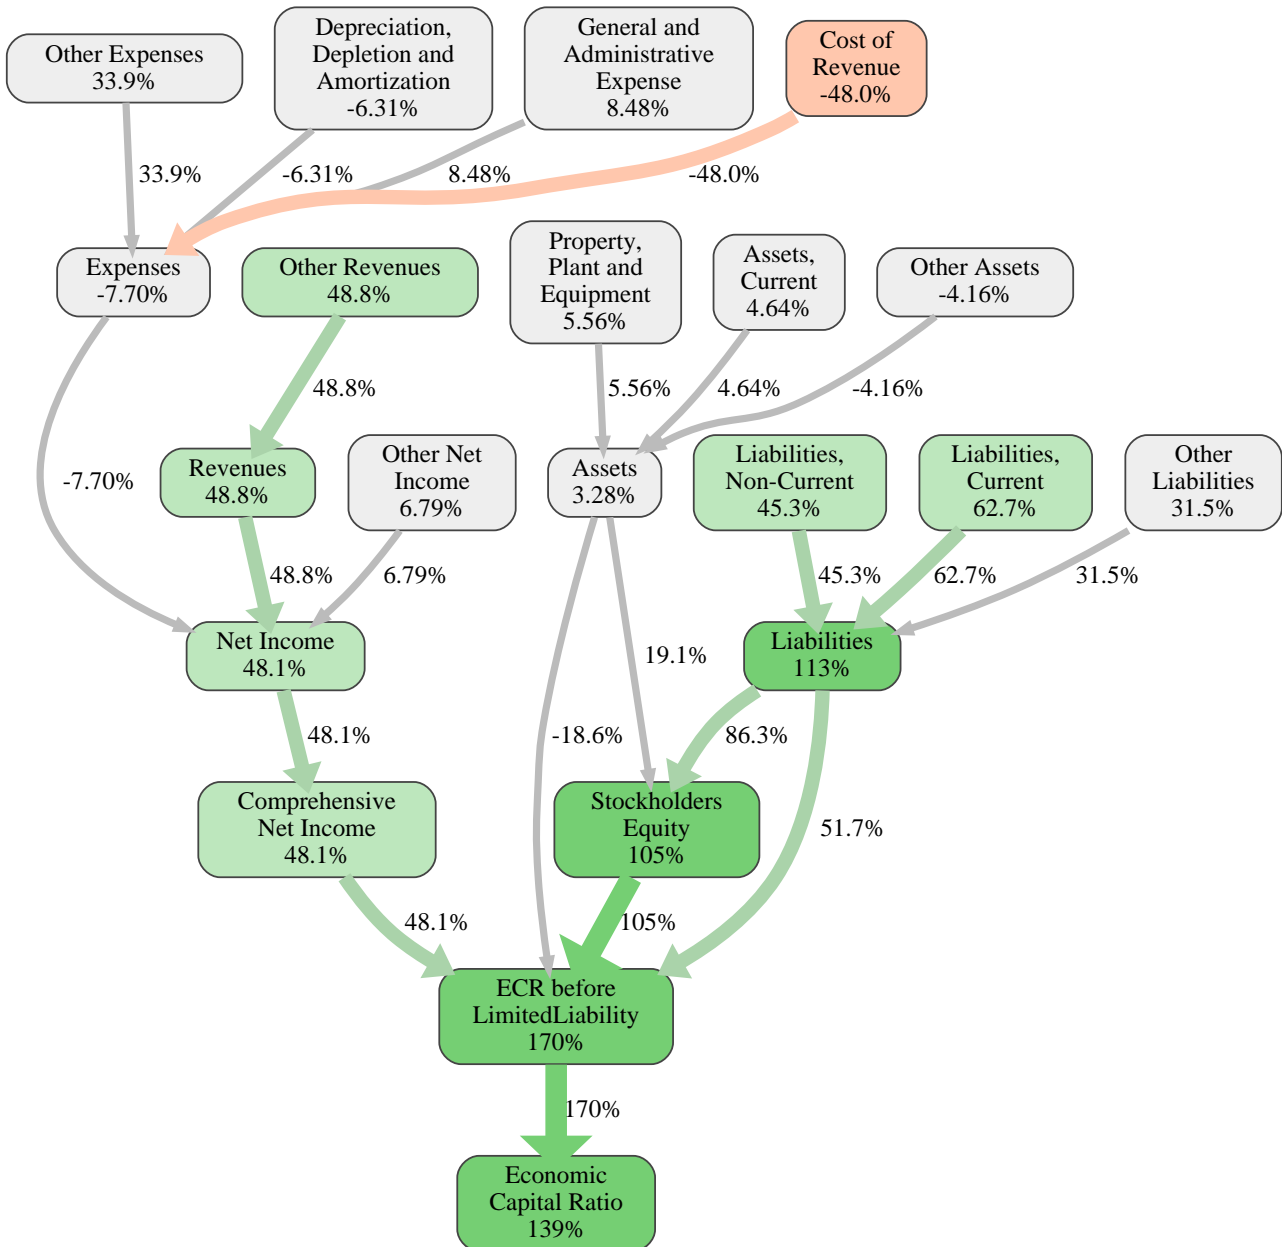 Other Expenses
33.9%
Depreciation,
Depletion and
Amortization
-6.31%
General and
Administrative
Expense
8.48%
Cost of
Revenue
-48.0%
33.9%
-6.31%
8.48%
-48.0%
Expenses
-7.70%
Other Revenues
48.8%
Property,
Plant and
Equipment
5.56%
Assets,
Current
4.64%
Other Assets
-4.16%
48.8%
5.56%
4.64%
-4.16%
-7.70%
Revenues
48.8%
Other Net
Income
6.79%
Assets
3.28%
Liabilities,
Non-Current
45.3%
Liabilities,
Current
62.7%
Other
Liabilities
31.5%
48.8%
6.79%
45.3%
62.7%
31.5%
Net Income
48.1%
19.1%
Liabilities
113%
48.1%
-18.6%
86.3%
Comprehensive
Net Income
48.1%
Stockholders
Equity
105%
51.7%
48.1%
105%
ECR before
LimitedLiability
170%
170%
Economic
Capital Ratio
139%